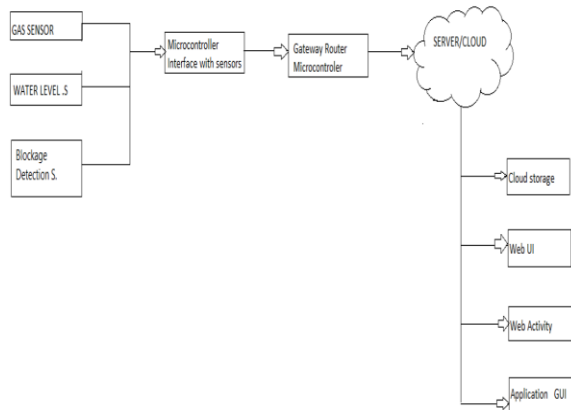 GAS SENSOR
WATER LEVEL .S
Blockage
Detection S.
Microcontroller
Interface with sensors
Gateway Router
Microcontroler
SERVER/CLOUD
Cloud storage
Web UI
Web Activity
Application GUI